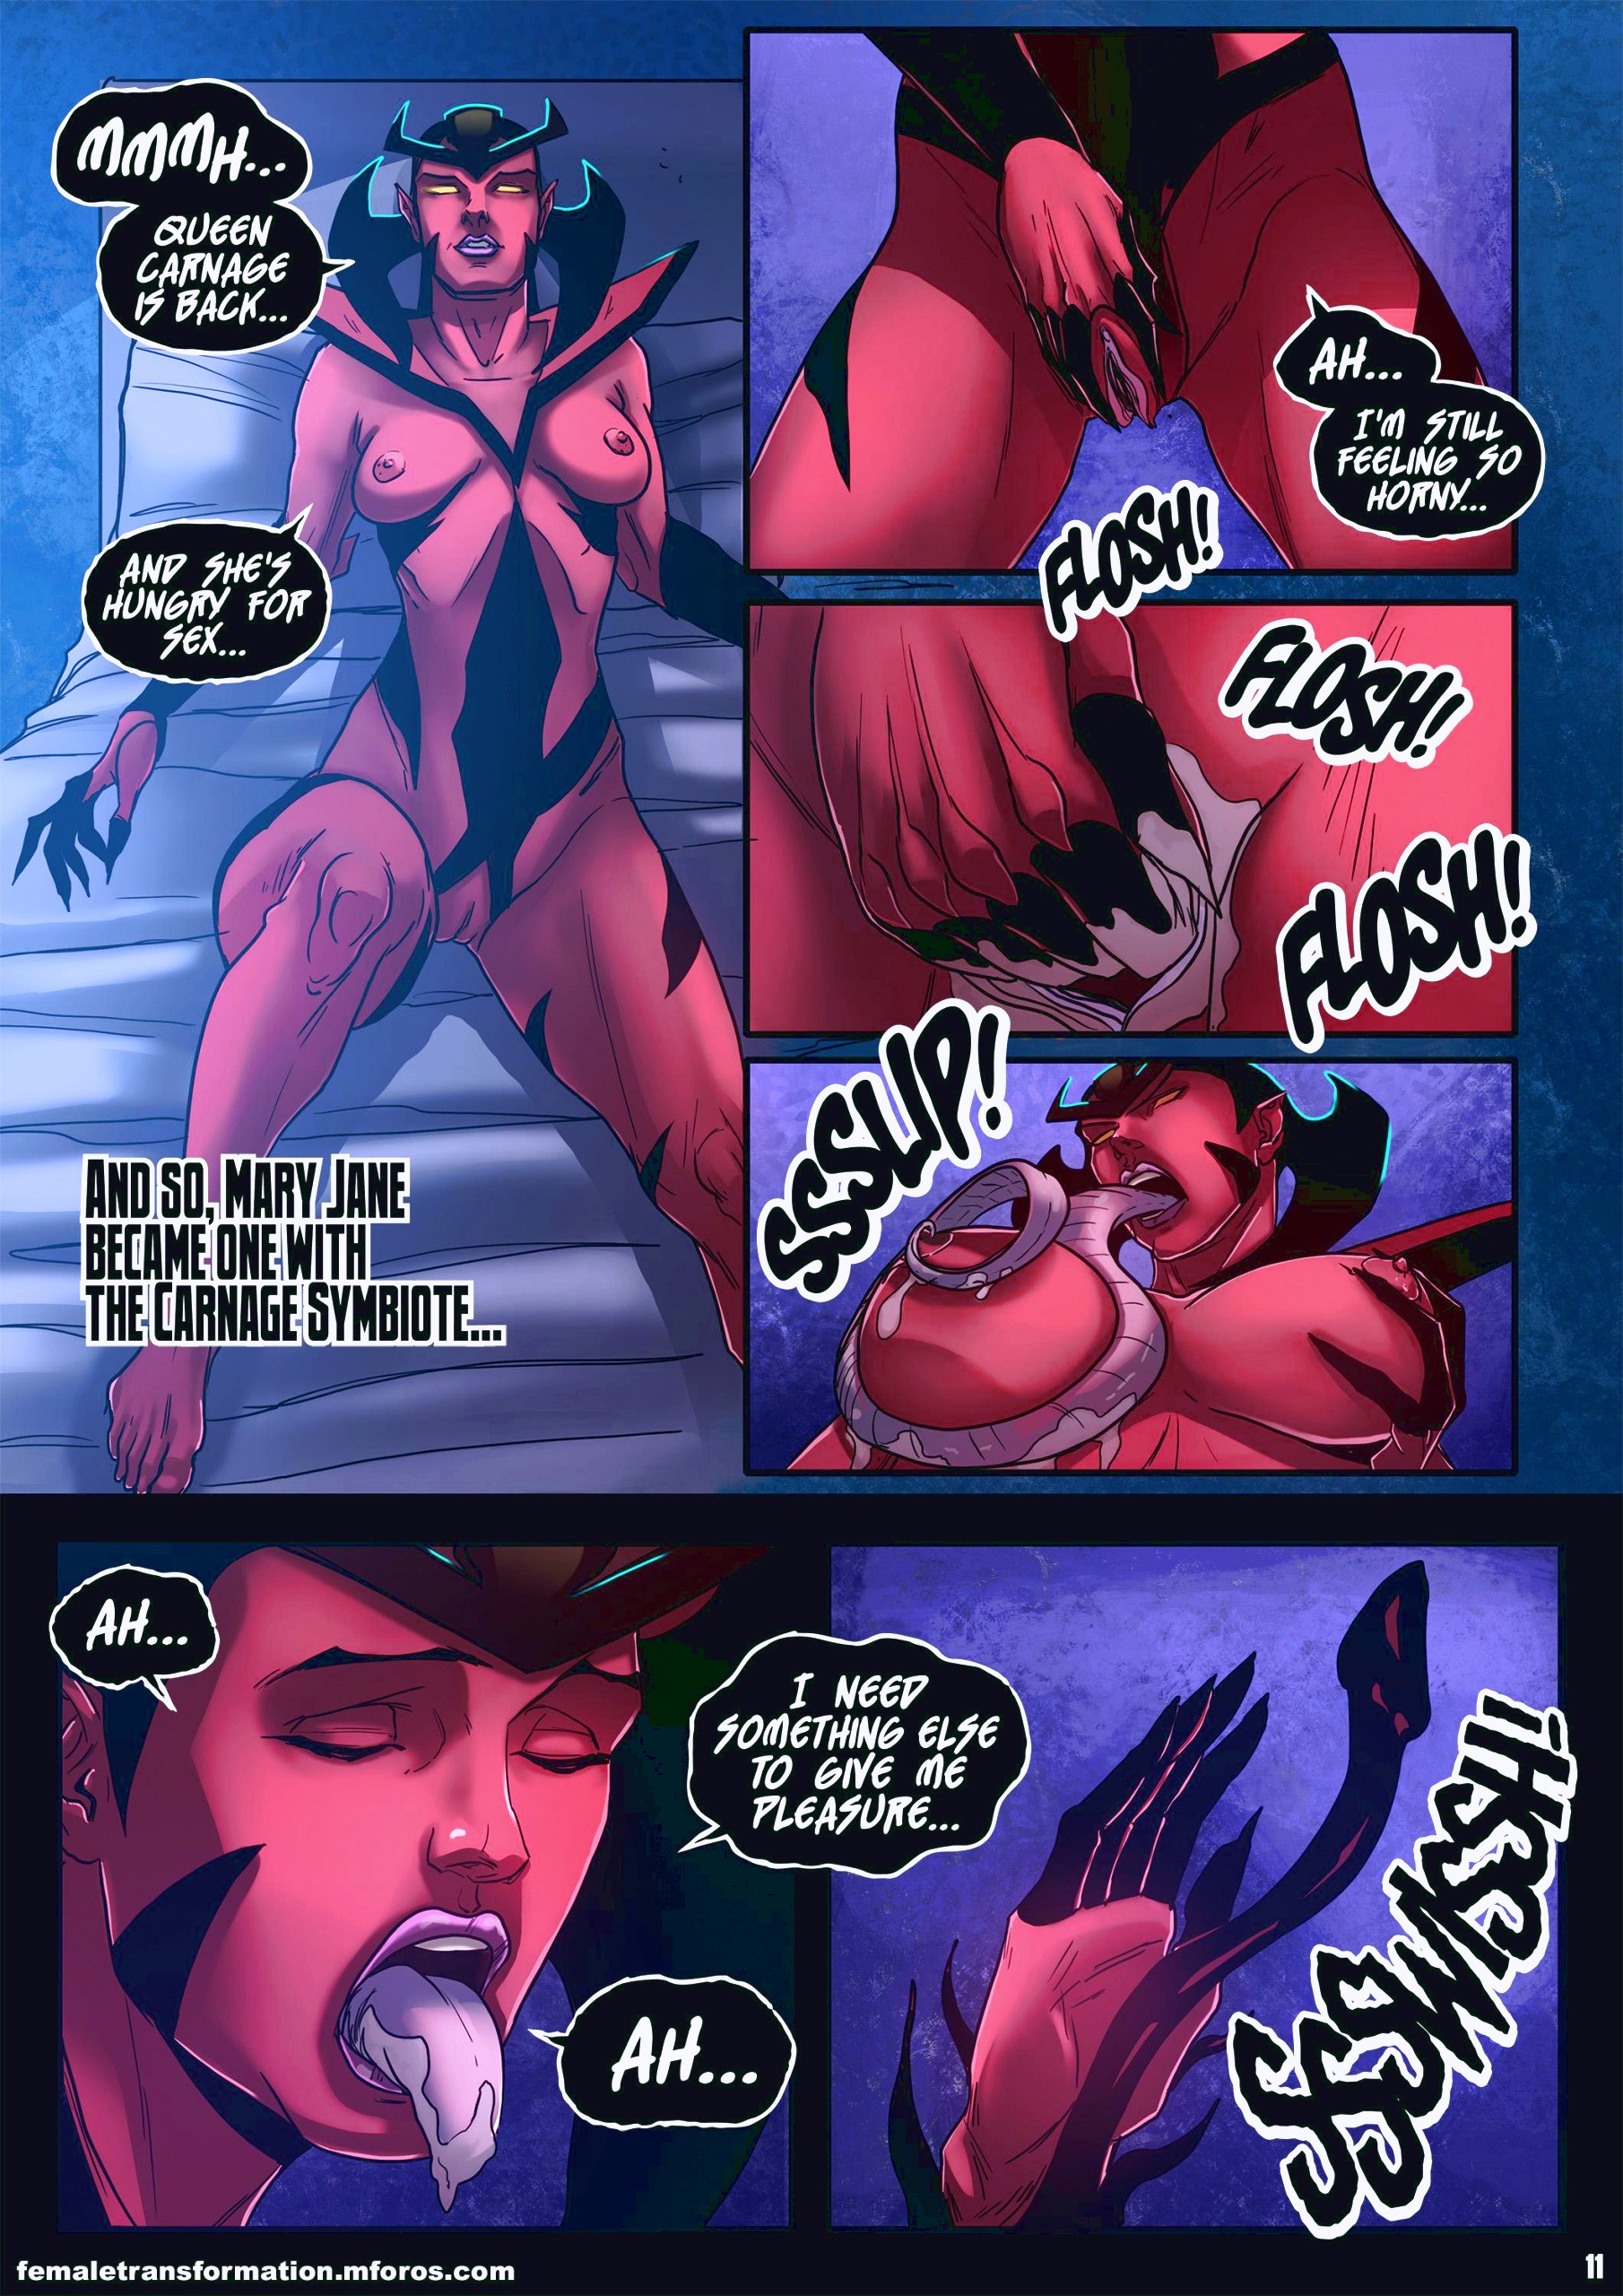 MMMH...
QUEEN
CARNAGE
IS BACK...
AND SHE'S
HUNGRY FOR
SEX...
AND SO, MARY JANE
BECAME ONE WITH
THE CARNAGE SYMBIOTE...
AH...
I'M STILL
FEELING SO
HORNY...
FLOSH!
FLOSH!
FLOSH!
SSSLIP!
AH...
I NEED
SOMETHING ELSE
TO GIVE ME
PLEASURE...
AH...
SSSWSSH!
femaletransformation.mforos.com
11